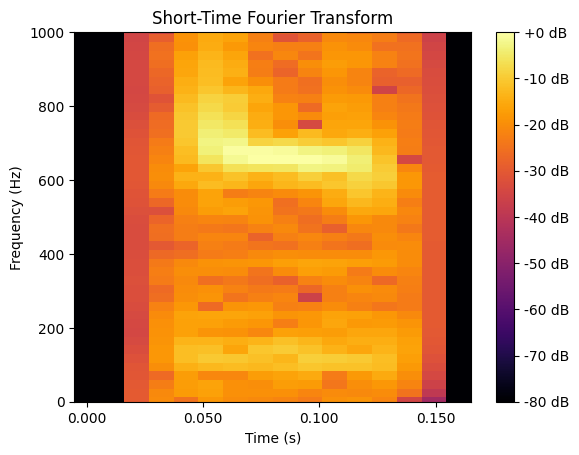 Short-Time Fourier Transform
1000
800
600
400
200
0
Frequency (Hz)
0.000
0.050
0.100
0.150
Time (s)
+0 dB
-10 dB
-20 dB
-30 dB
-40 dB
-50 dB
-60 dB
-70 dB
-80 dB